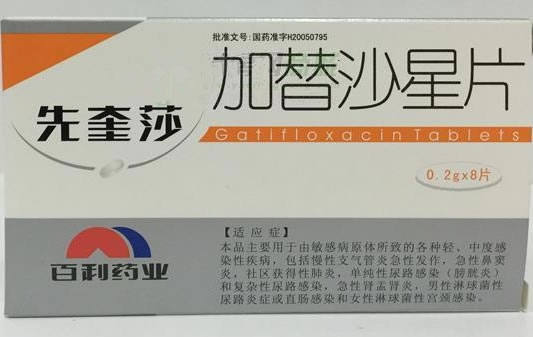 批准文号:国药准字H20050795
加替沙星片
先奎莎
Gatifloxacin Tablets
0.2g×8片
【适应症】
本品主要用于由敏感病原体所致的各种轻、中度感
染性疾病，包括慢性支气管炎急性发作，急性鼻窦
炎，社区获得性肺炎，单纯性尿路感染（膀胱炎）
和复杂性尿路感染，急性肾盂肾炎，男性淋球菌性
尿路炎症或直肠感染和女性淋球菌性宫颈感染。
百利药业